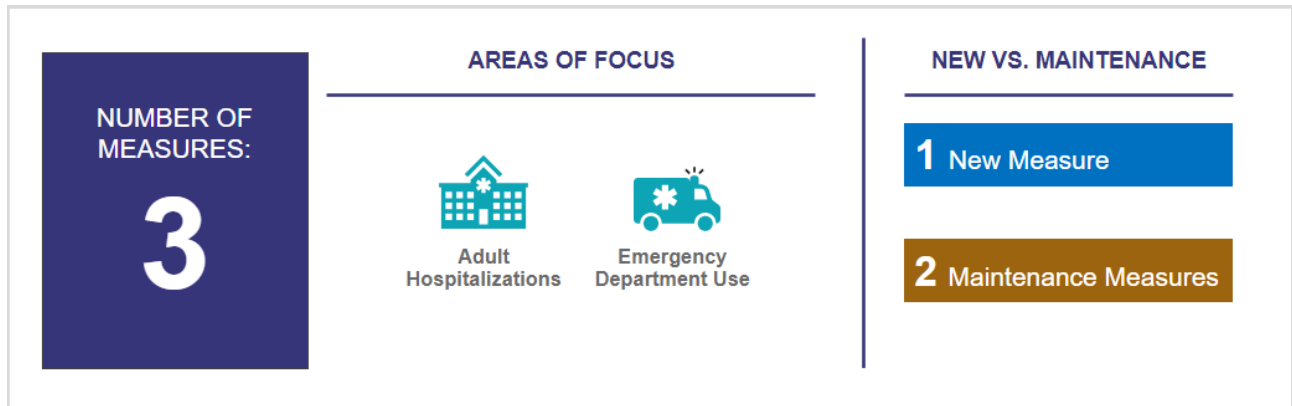 NUMBER OF
MEASURES:
3
AREAS OF FOCUS
Adult
Hospitalizations
Emergency
Department Use
NEW VS. MAINTENANCE
1 New Measure
2 Maintenance Measures